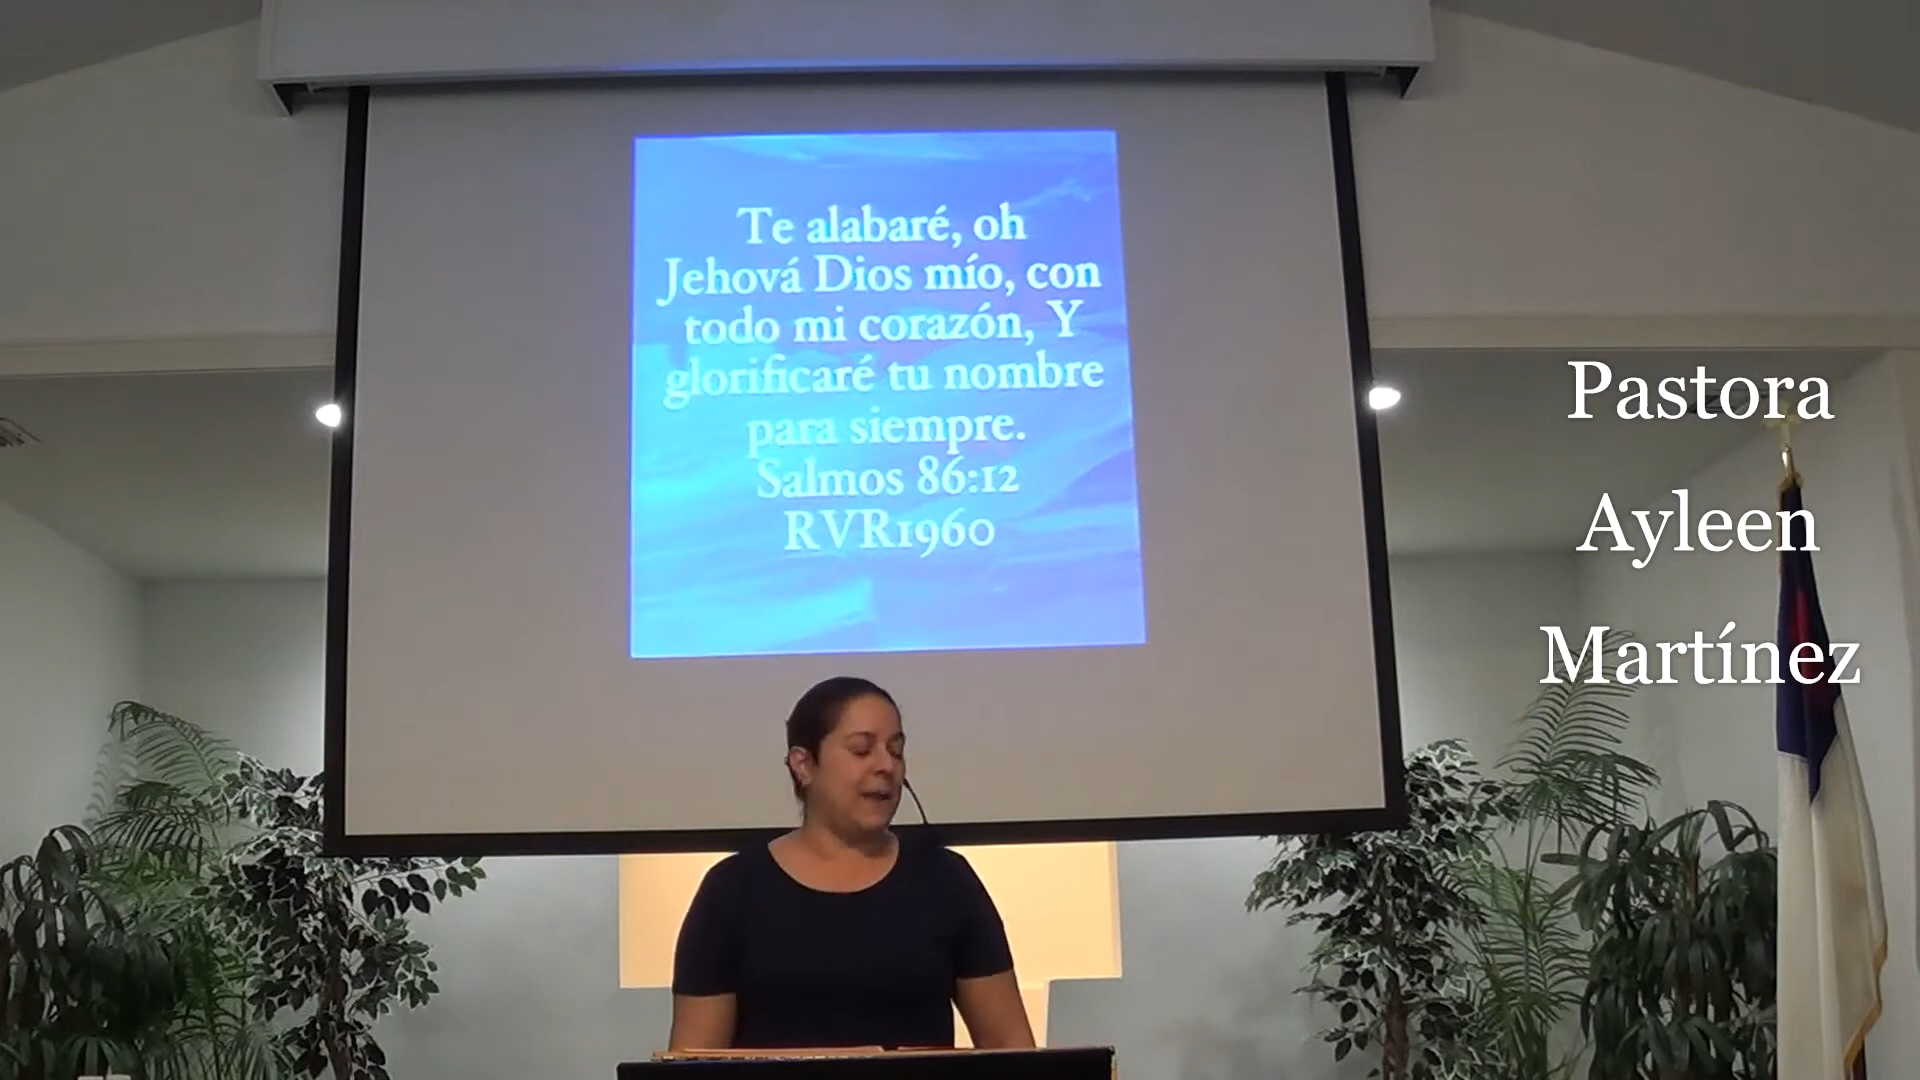 Te alabaré, oh
Jehová Dios mío, con
todo mi corazón, Y
glorificaré tu nombre
para siempre.
Salmos 86:12
RVR1960
Pastora
Ayleen
Martínez